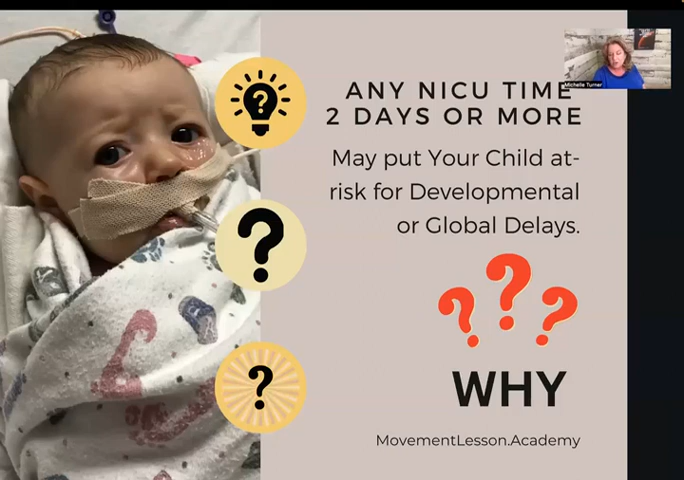 ANY NICU TIME
2 DAYS OR MORE
May put Your Child at-
risk for Developmental
or Global Delays.
? ? ?
WHY
MovementLesson.Academy
?
?
?
Michelle Turner